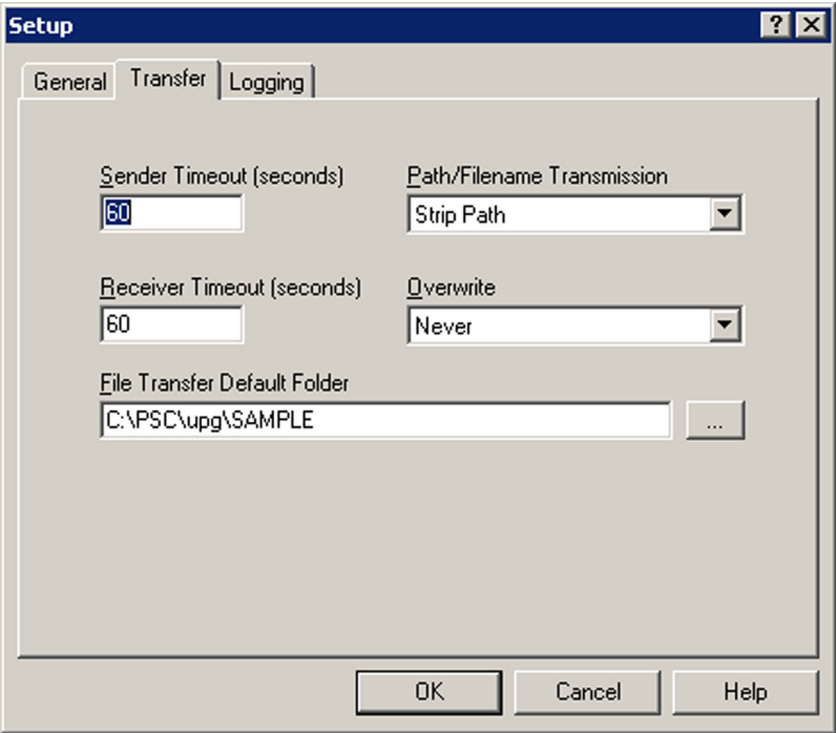 Setup
General Transfer Logging
Sender Timeout (seconds) Path/Filename Transmission
60 Strip Path
Receiver Timeout (seconds) Overwrite
60 Never
File Transfer Default Folder
C:\PSC\upg\SAMPLE ...
OK Cancel Help